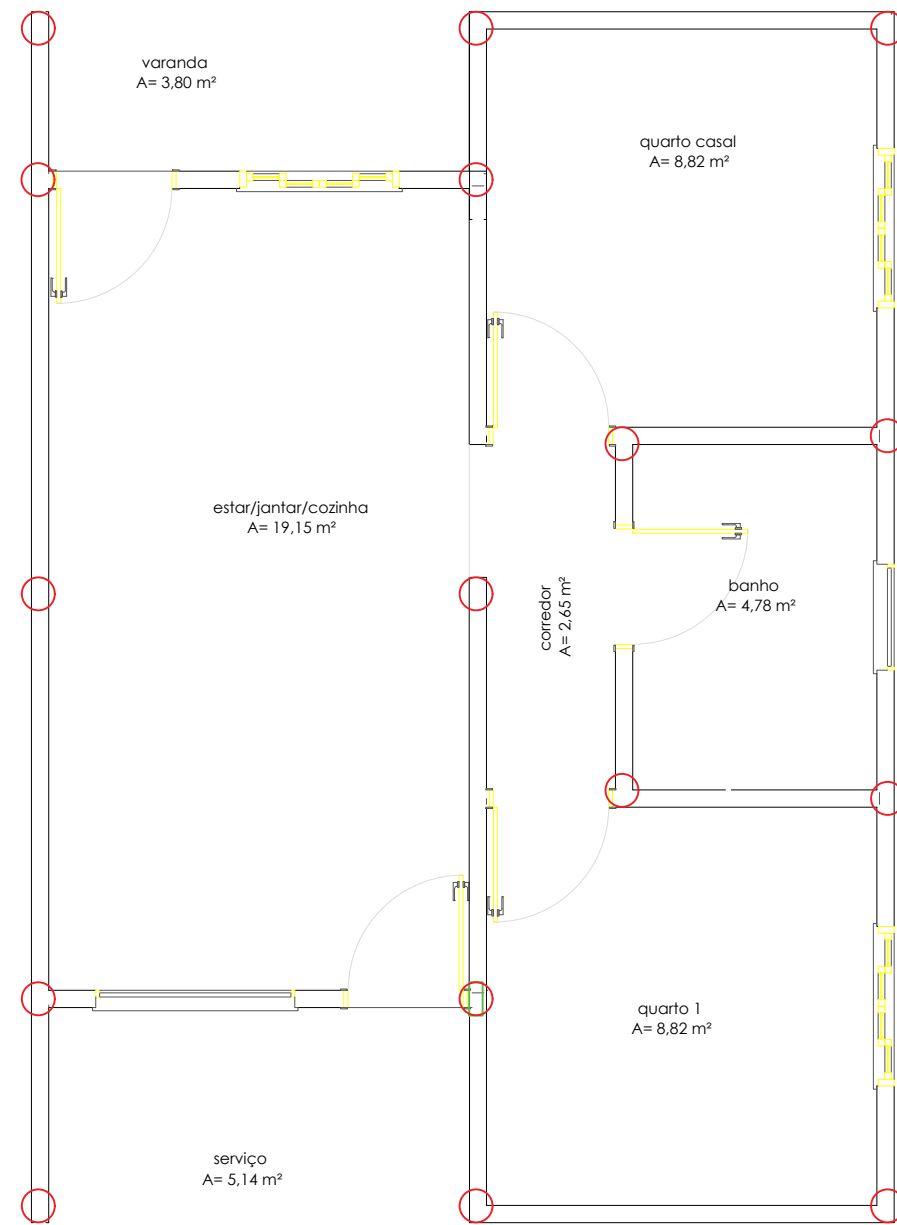 varanda
A= 3,80 m²
quarto casal
A= 8,82 m²
estar/jantar/cozinha
A= 19,15 m²
corredor
A= 2,65 m²
banho
A= 4,78 m²
quarto 1
A= 8,82 m²
serviço
A= 5,14 m²